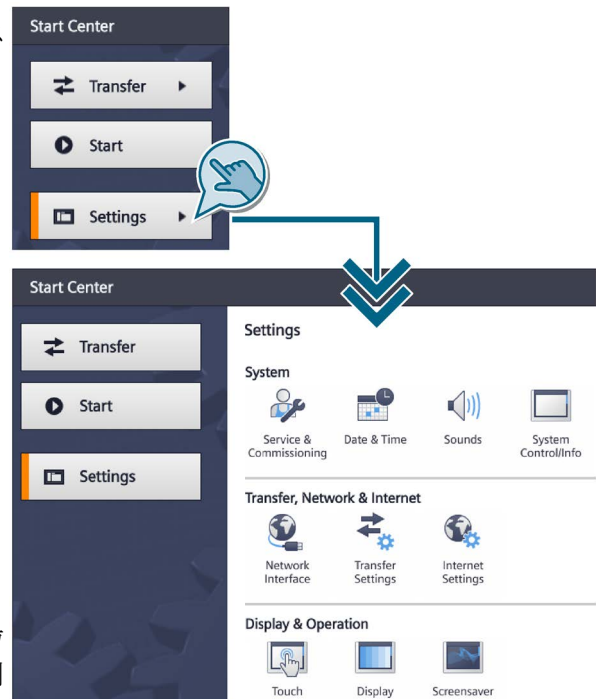 Start Center
Transfer
Start
Settings
Start Center
Transfer
Start
Settings
Settings
System
Service &
Commissioning
Date & Time
Sounds
System
Control/Info
Transfer, Network & Internet
Network
Interface
Transfer
Settings
Internet
Settings
Display & Operation
Touch
Display
Screensaver